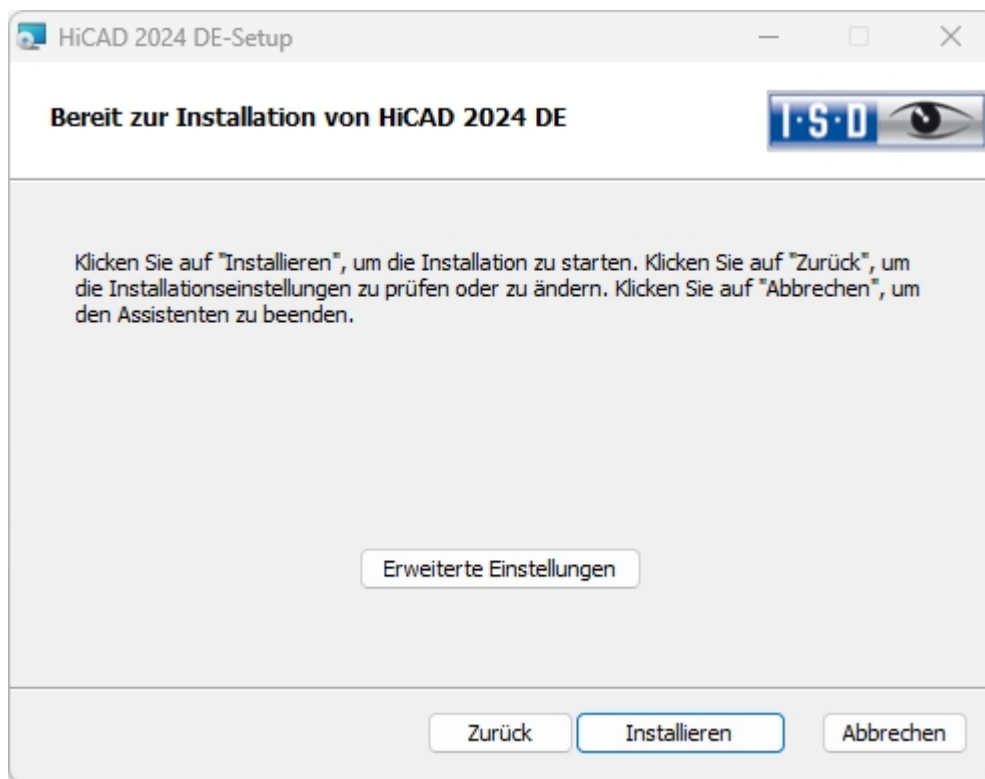 HiCAD 2024 DE-Setup
Bereit zur Installation von HiCAD 2024 DE
I·S·D
Klicken Sie auf "Installieren", um die Installation zu starten. Klicken Sie auf "Zurück", um
die Installationseinstellungen zu prüfen oder zu ändern. Klicken Sie auf "Abbrechen", um
den Assistenten zu beenden.
Erweiterte Einstellungen
Zurück Installieren Abbrechen